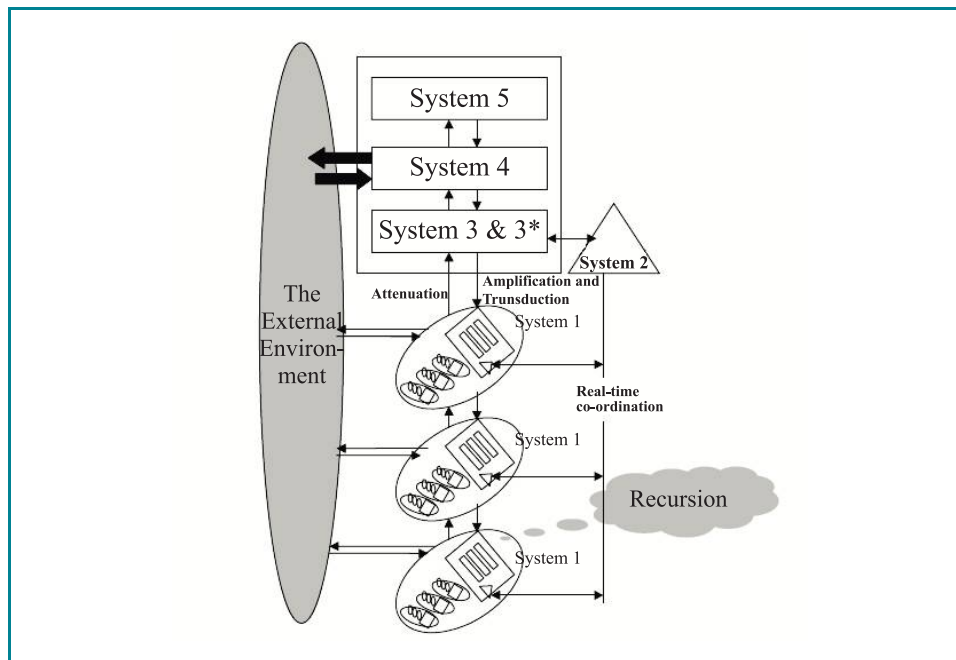 System 5
System 4
System 3 & 3*
System 2
Attenuation
Amplification and
Trunsduction
System 1
The
External
Environ-
ment
Real-time
co-ordination
System 1
Recursion
System 1